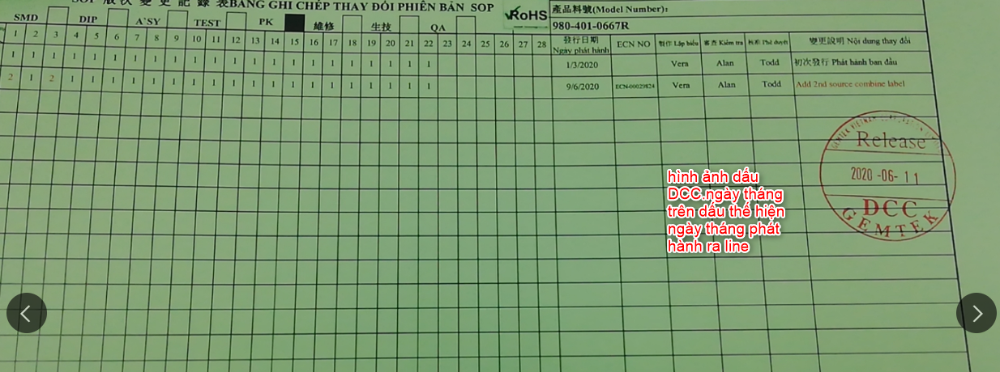 SOP 版 次 變 更 記 錄 表BẢNG GHI CHÉP THAY ĐỔI PHIÊN BẢN SOP
RoHS
產品料號(Model Number):
980-401-0667R
SMD DIP A'SY TEST PK 維修 生技 QA
1 2 3 4 5 6 7 8 9 10 11 12 13 14 15 16 17 18 19 20 21 22 23 24 25 26 27 28 發行日期 ECN NO 制作 Lập biểu 審查 Kiểm tra 核准 Phê duyệt 變更説明 Nội dung thay đổi
Ngày phát hành
1 1 1 1 1 1 1 1 1 1 1 1 1 1 1 1 1 1 1 1 1 1 1/3/2020 Vera Alan Todd 初次發行 Phát hành ban đầu
2 1 2 1 1 1 1 1 1 1 1 1 1 1 1 1 1 1 1 1 1 1 9/6/2020 ECN-00029824 Vera Alan Todd Add 2nd source combine label
Release
2020 -06- 11
DCC
GEMTEK
hình ảnh dấu
DCC.ngày tháng
trên dấu thể hiện
ngày tháng phát
hành ra line